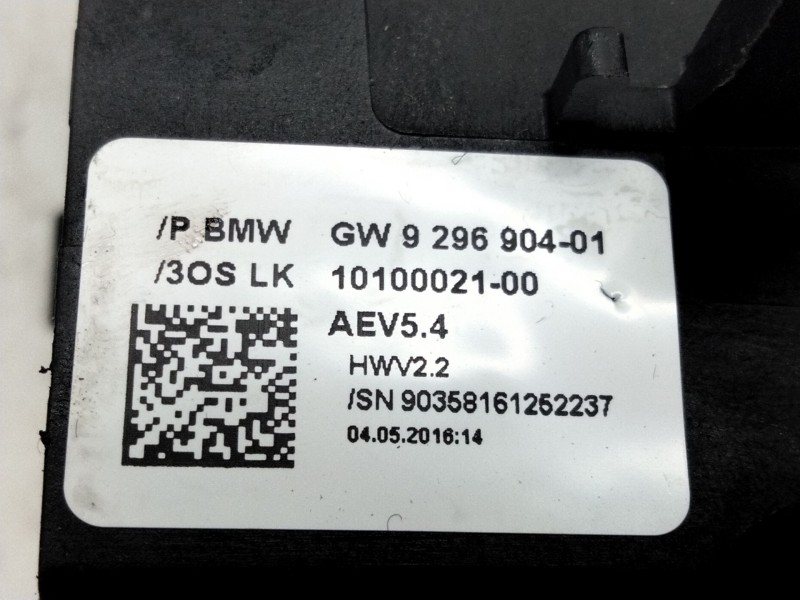 /P BMW GW 9 296 904-01
/3OS LK 10100021-00
AEV5.4
HWV2.2
/SN 90358161252237
04.05.2016:14